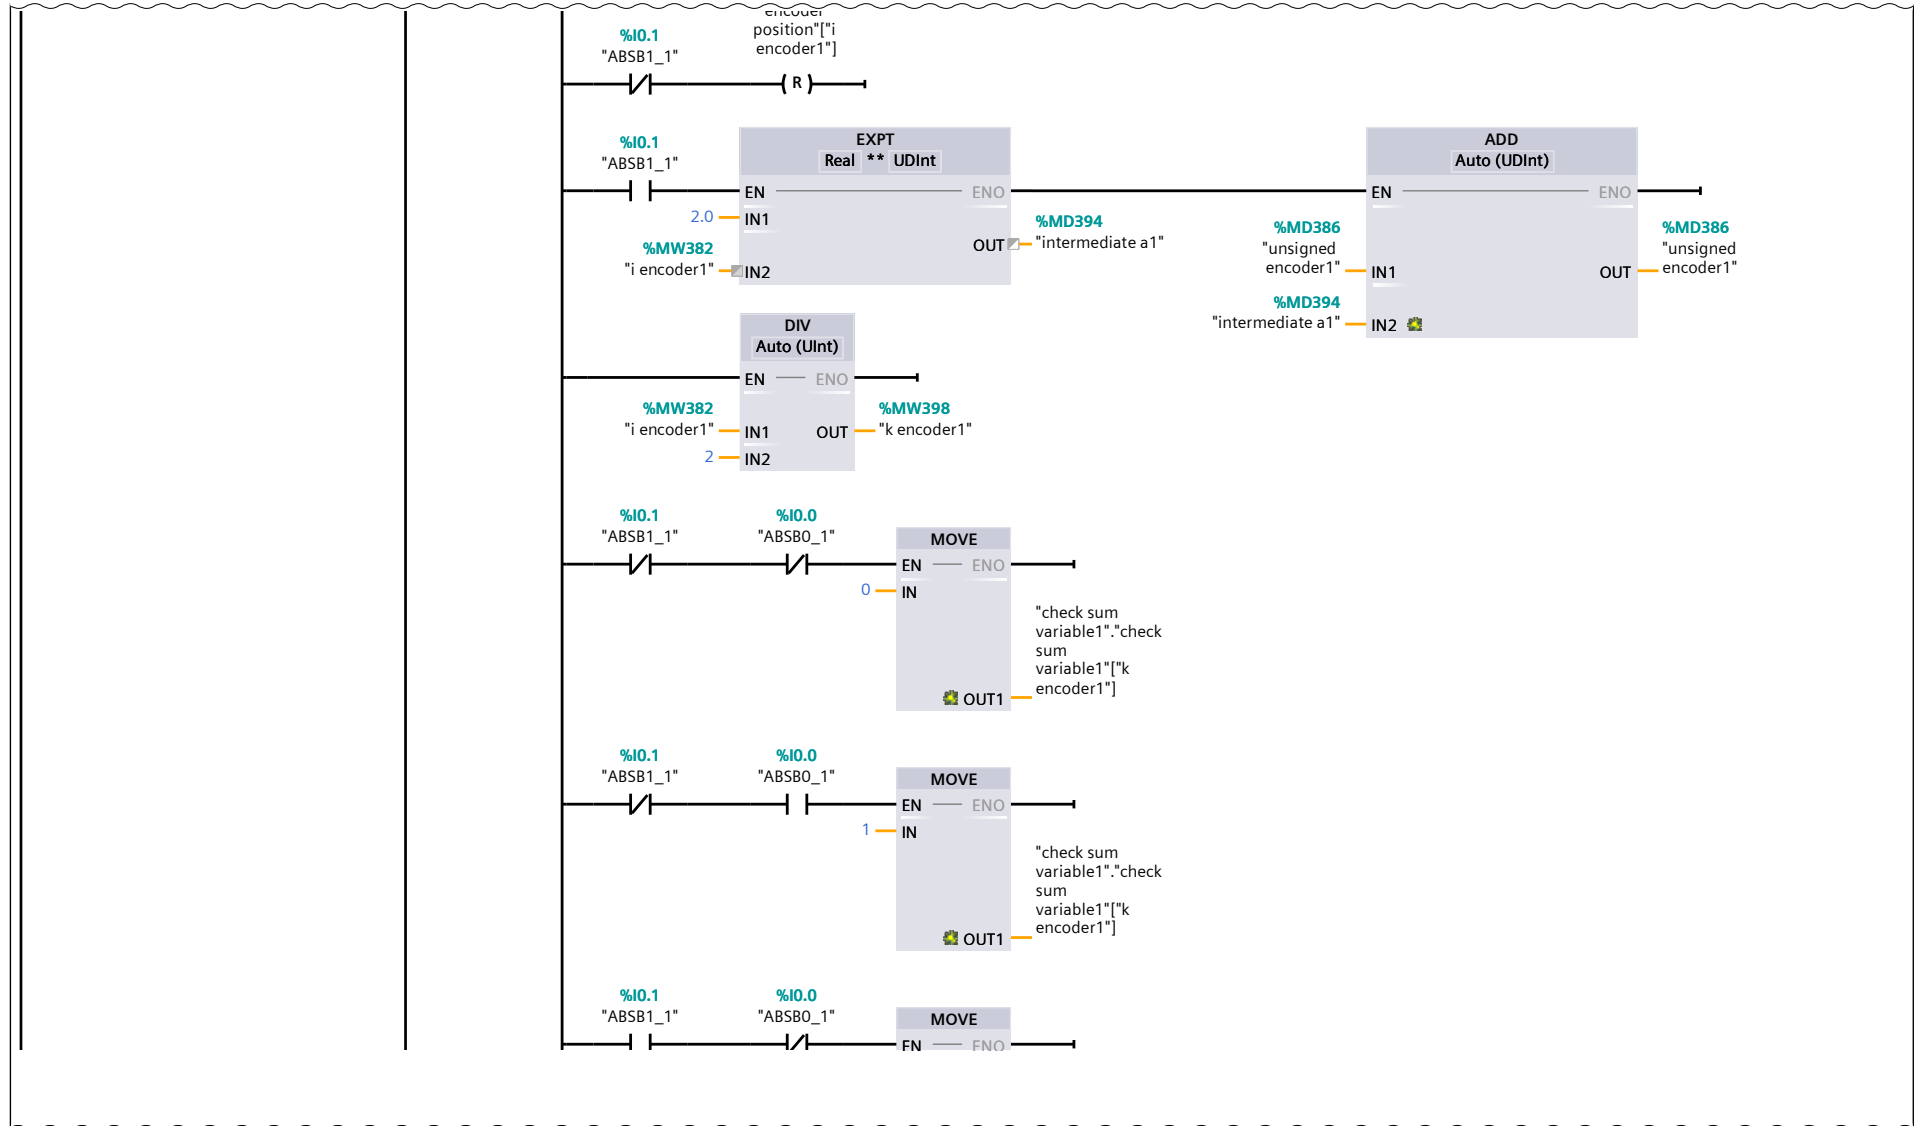 encoder
position"["i
encoder1"]
%I0.1
"ABSB1_1"
( R )
%I0.1
"ABSB1_1"
EXPT
Real ** UDInt
EN ENO
2.0 IN1
%MW382
"i encoder1" IN2
OUT
%MD394
"intermediate a1"
ADD
Auto (UDInt)
EN ENO
%MD386
"unsigned
encoder1" IN1
%MD394
"intermediate a1" IN2
OUT
%MD386
"unsigned
encoder1"
DIV
Auto (UInt)
EN ENO
%MW382
"i encoder1" IN1
2 IN2
OUT
%MW398
"k encoder1"
%I0.1
"ABSB1_1"
%I0.0
"ABSB0_1"
MOVE
EN ENO
0 IN
OUT1
"check sum
variable1"."check
sum
variable1"["k
encoder1"]
%I0.1
"ABSB1_1"
%I0.0
"ABSB0_1"
MOVE
EN ENO
1 IN
OUT1
"check sum
variable1"."check
sum
variable1"["k
encoder1"]
%I0.1
"ABSB1_1"
%I0.0
"ABSB0_1"
MOVE
EN ENO